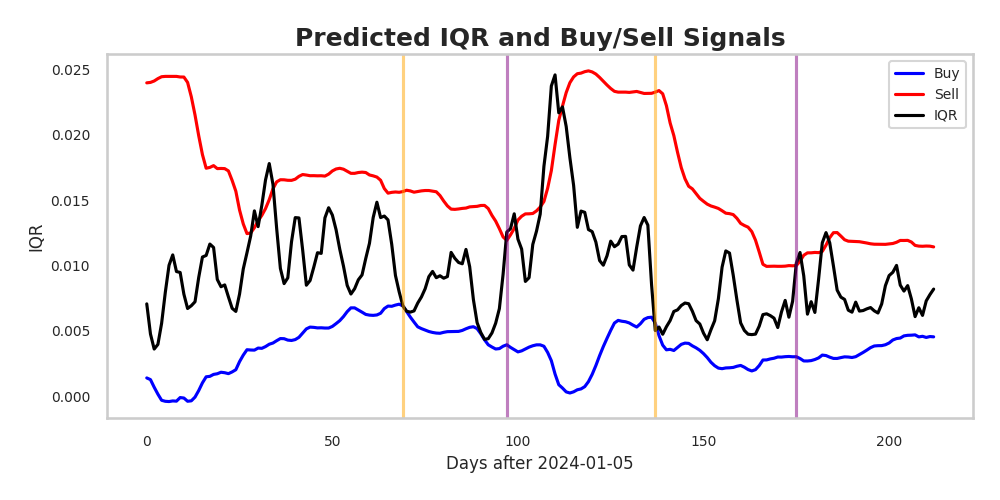 Predicted IQR and Buy/Sell Signals
Buy
Sell
IQR
0.025
0.020
0.015
0.010
0.005
0.000
IQR
0 50 100 150 200
Days after 2024-01-05